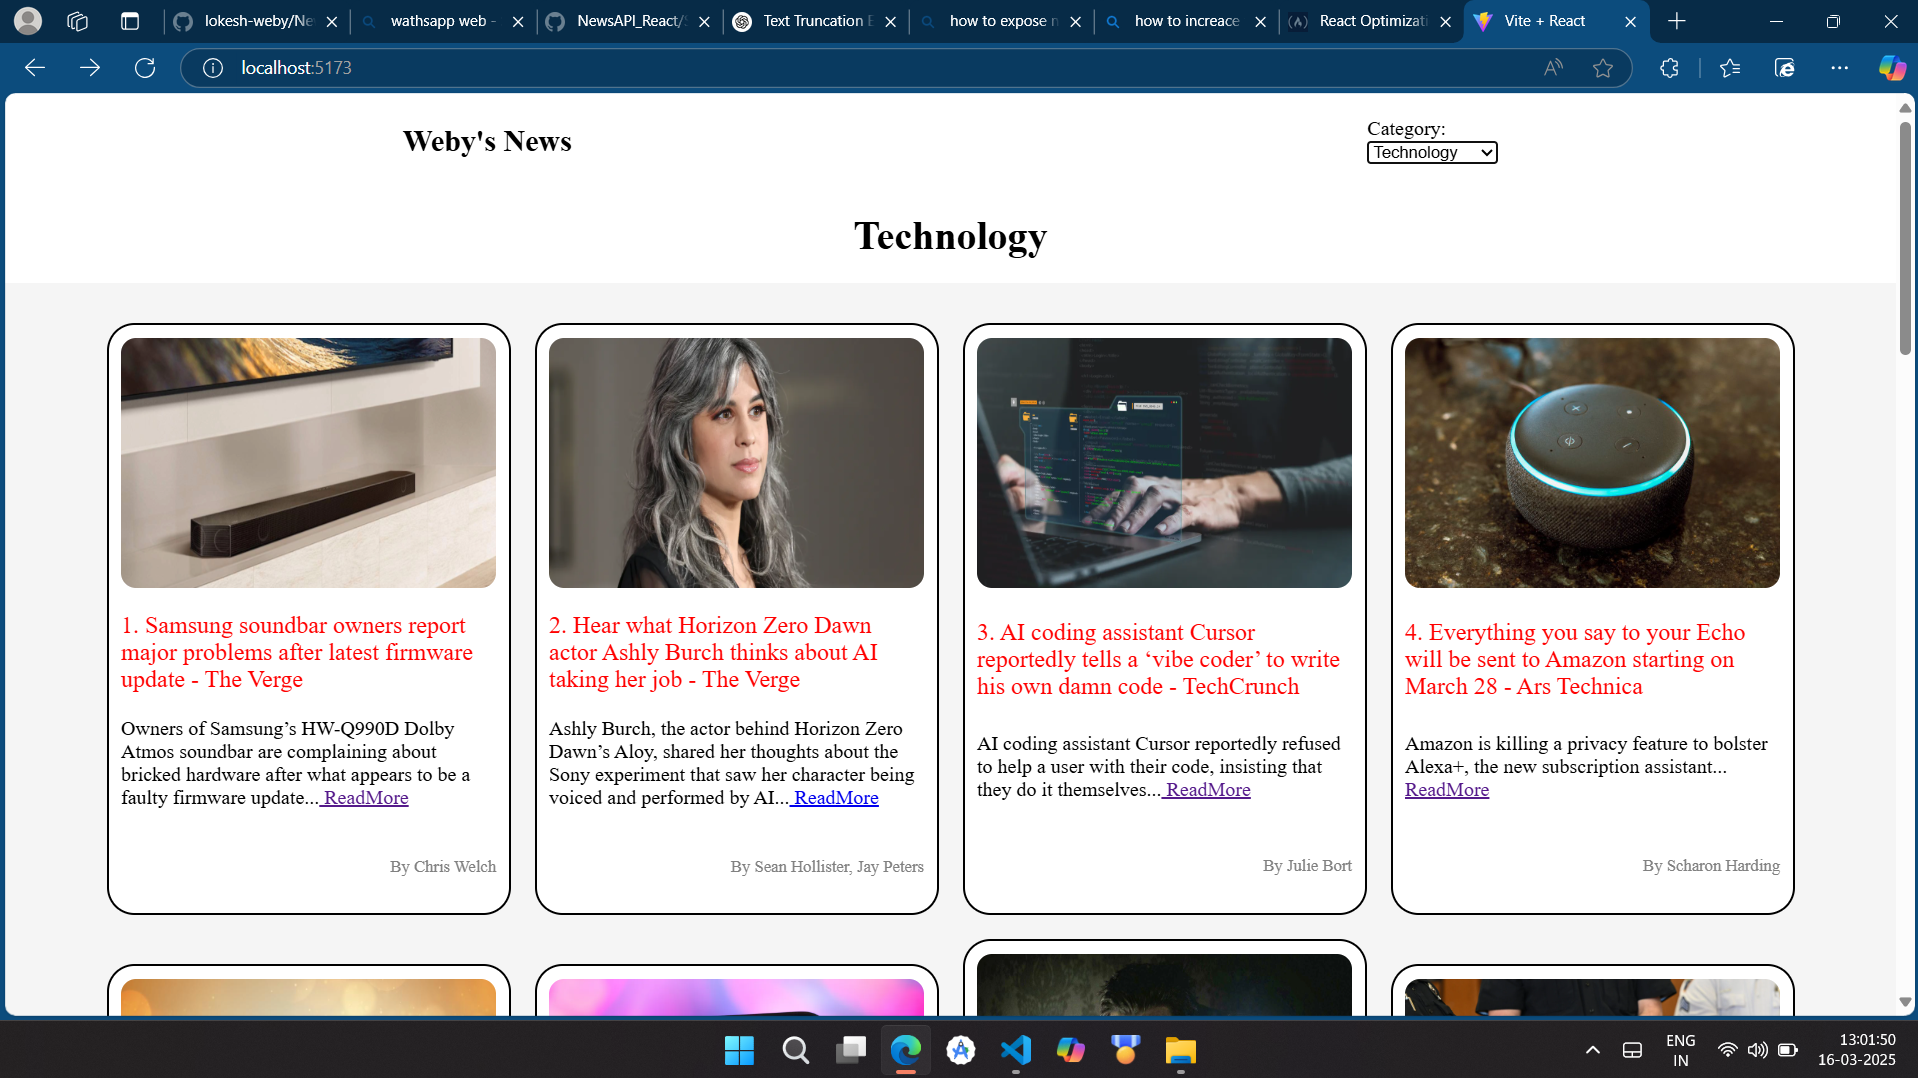 lokesh-weby/Ne
wathsapp web -
NewsAPI_React/
Text Truncation E
how to expose n
how to increace
React Optimizati
Vite + React
localhost:5173
Weby's News
Category:
Technology
Technology
1. Samsung soundbar owners report
major problems after latest firmware
update - The Verge
Owners of Samsung’s HW-Q990D Dolby
Atmos soundbar are complaining about
bricked hardware after what appears to be a
faulty firmware update... ReadMore
By Chris Welch
2. Hear what Horizon Zero Dawn
actor Ashly Burch thinks about AI
taking her job - The Verge
Ashly Burch, the actor behind Horizon Zero
Dawn’s Aloy, shared her thoughts about the
Sony experiment that saw her character being
voiced and performed by AI... ReadMore
By Sean Hollister, Jay Peters
3. AI coding assistant Cursor
reportedly tells a ‘vibe coder’ to write
his own damn code - TechCrunch
AI coding assistant Cursor reportedly refused
to help a user with their code, insisting that
they do it themselves... ReadMore
By Julie Bort
4. Everything you say to your Echo
will be sent to Amazon starting on
March 28 - Ars Technica
Amazon is killing a privacy feature to bolster
Alexa+, the new subscription assistant...
ReadMore
By Scharon Harding
ENG
IN
13:01:50
16-03-2025